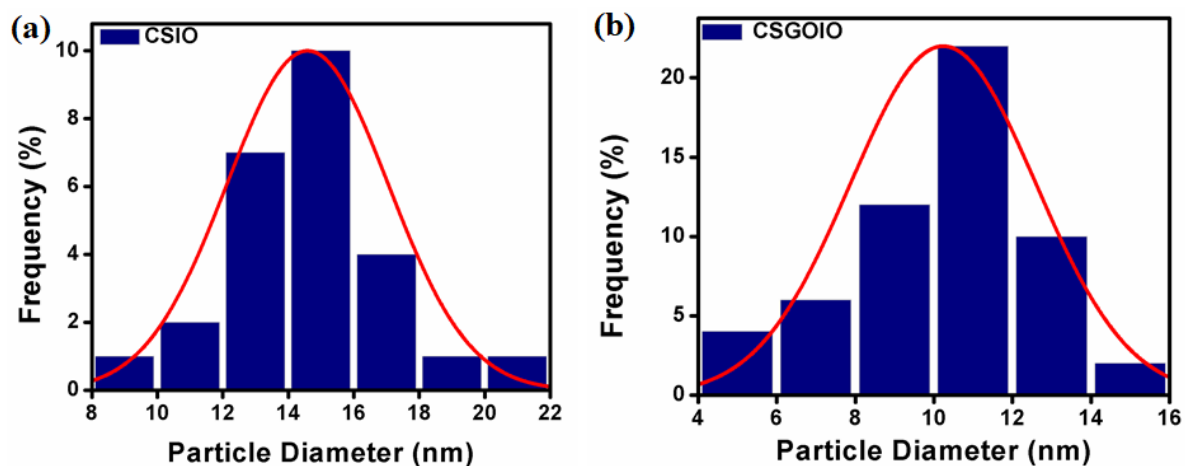 (a)
CSIO
Frequency (%)
10
8
6
4
2
0
8 10 12 14 16 18 20 22
Particle Diameter (nm)
(b)
CSGOIO
Frequency (%)
20
15
10
5
0
4 6 8 10 12 14 16
Particle Diameter (nm)